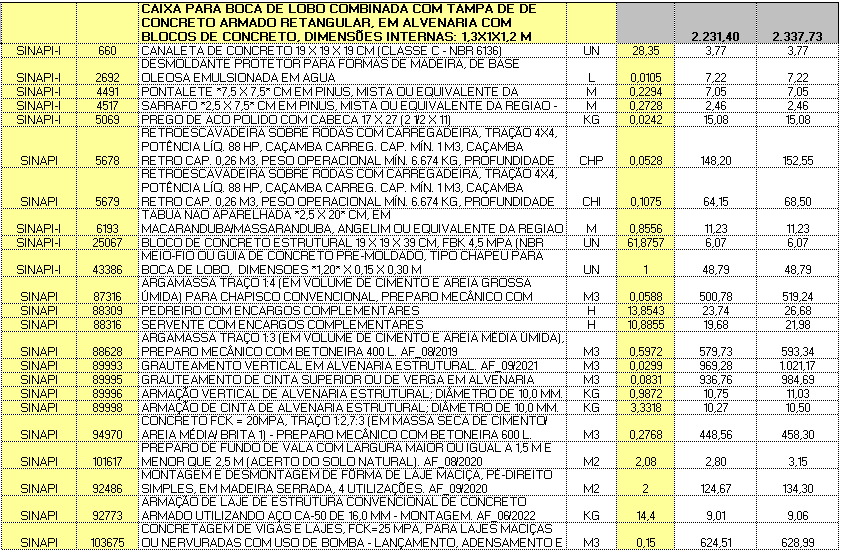 CAIXA PARA BOCA DE LOBO COMBINADA COM TAMPA DE DE
CONCRETO ARMADO RETANGULAR, EM ALVENARIA COM
BLOCOS DE CONCRETO, DIMENSÕES INTERNAS: 1,3X1X1,2 M 2.231,40 2.337,73
SINAPI-I 660 CANALETA DE CONCRETO 19 X 19 X 19 CM (CLASSE C - NBR 6136) UN 28,35 3,77 3,77
DESMOLDANTE PROTETOR PARA FORMAS DE MADEIRA, DE BASE
SINAPI-I 2692 OLEOSA EMULSIONADA EM AGUA L 0,0105 7,22 7,22
SINAPI-I 4491 PONTALETE *7,5 X 7,5* CM EM PINUS, MISTA OU EQUIVALENTE DA M 0,2294 7,05 7,05
SINAPI-I 4517 SARRAFO *2,5 X 7,5* CM EM PINUS, MISTA OU EQUIVALENTE DA REGIAO - M 0,2728 2,46 2,46
SINAPI-I 5069 PREGO DE ACO POLIDO COM CABECA 17 X 27 (2 1/2 X 11) KG 0,0242 15,08 15,08
RETROESCAVADEIRA SOBRE RODAS COM CARREGADEIRA, TRAÇÃO 4X4,
POTÊNCIA LÍQ. 88 HP, CAÇAMBA CARREG. CAP. MÍN. 1 M3, CAÇAMBA
SINAPI 5678 RETRO CAP. 0,26 M3, PESO OPERACIONAL MÍN. 6.674 KG, PROFUNDIDADE CHP 0,0528 148,20 152,55
RETROESCAVADEIRA SOBRE RODAS COM CARREGADEIRA, TRAÇÃO 4X4,
POTÊNCIA LÍQ. 88 HP, CAÇAMBA CARREG. CAP. MÍN. 1 M3, CAÇAMBA
SINAPI 5679 RETRO CAP. 0,26 M3, PESO OPERACIONAL MÍN. 6.674 KG, PROFUNDIDADE CHI 0,1075 64,15 68,50
TABUA NAO APARELHADA *2,5 X 20* CM, EM
SINAPI-I 6193 MACARANDUBA/MASSARANDUBA, ANGELIM OU EQUIVALENTE DA REGIAO M 0,8556 11,23 11,23
SINAPI-I 25067 BLOCO DE CONCRETO ESTRUTURAL 19 X 19 X 39 CM, FBK 4,5 MPA (NBR UN 61,8757 6,07 6,07
MEIO-FIO OU GUIA DE CONCRETO PRE-MOLDADO, TIPO CHAPEU PARA
SINAPI-I 43386 BOCA DE LOBO, DIMENSOES *1,20* X 0,15 X 0,30 M UN 1 48,79 48,79
ARGAMASSA TRAÇO 1:4 (EM VOLUME DE CIMENTO E AREIA GROSSA
SINAPI 87316 ÚMIDA) PARA CHAPISCO CONVENCIONAL, PREPARO MECÂNICO COM M3 0,0588 500,78 519,24
SINAPI 88309 PEDREIRO COM ENCARGOS COMPLEMENTARES H 13,8543 23,74 26,68
SINAPI 88316 SERVENTE COM ENCARGOS COMPLEMENTARES H 10,8855 19,68 21,98
ARGAMASSA TRAÇO 1:3 (EM VOLUME DE CIMENTO E AREIA MÉDIA ÚMIDA),
SINAPI 88628 PREPARO MECÂNICO COM BETONEIRA 400 L. AF_08/2019 M3 0,5972 579,73 593,34
SINAPI 89993 GRAUTEAMENTO VERTICAL EM ALVENARIA ESTRUTURAL. AF_09/2021 M3 0,0299 969,28 1.021,17
SINAPI 89995 GRAUTEAMENTO DE CINTA SUPERIOR OU DE VERGA EM ALVENARIA M3 0,0831 936,76 984,69
SINAPI 89996 ARMAÇÃO VERTICAL DE ALVENARIA ESTRUTURAL; DIÂMETRO DE 10,0 MM. KG 0,9872 10,75 11,03
SINAPI 89998 ARMAÇÃO DE CINTA DE ALVENARIA ESTRUTURAL; DIÂMETRO DE 10,0 MM. KG 3,3318 10,27 10,50
CONCRETO FCK = 20MPA, TRAÇO 1:2,7:3 (EM MASSA SECA DE CIMENTO/
SINAPI 94970 AREIA MÉDIA/ BRITA 1) - PREPARO MECÂNICO COM BETONEIRA 600 L. M3 0,2768 448,56 458,30
PREPARO DE FUNDO DE VALA COM LARGURA MAIOR OU IGUAL A 1,5 M E
SINAPI 101617 MENOR QUE 2,5 M (ACERTO DO SOLO NATURAL). AF_08/2020 M2 2,08 2,80 3,15
MONTAGEM E DESMONTAGEM DE FÔRMA DE LAJE MACIÇA, PÉ-DIREITO
SINAPI 92486 SIMPLES, EM MADEIRA SERRADA, 4 UTILIZAÇÕES. AF_09/2020 M2 2 124,67 134,30
ARMAÇÃO DE LAJE DE ESTRUTURA CONVENCIONAL DE CONCRETO
SINAPI 92773 ARMADO UTILIZANDO AÇO CA-50 DE 16,0 MM - MONTAGEM. AF_06/2022 KG 14,4 9,01 9,06
CONCRETAGEM DE VIGAS E LAJES, FCK=25 MPA, PARA LAJES MACIÇAS
SINAPI 103675 OU NERVURADAS COM USO DE BOMBA - LANÇAMENTO, ADENSAMENTO E M3 0,15 624,51 628,99